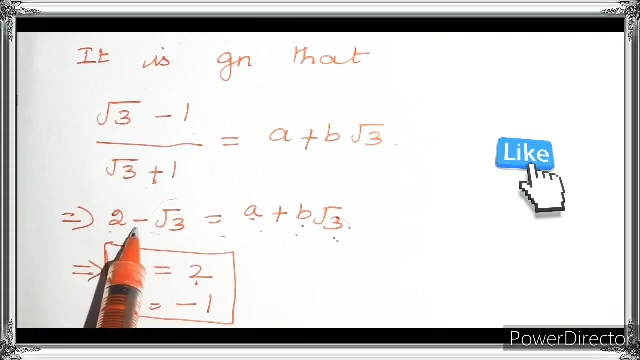 It is gn that
√3 - 1 / √3 + 1 = a + b √3.
=> 2 - √3 = a + b √3.
=> = 2
= -1
Like
PowerDirector